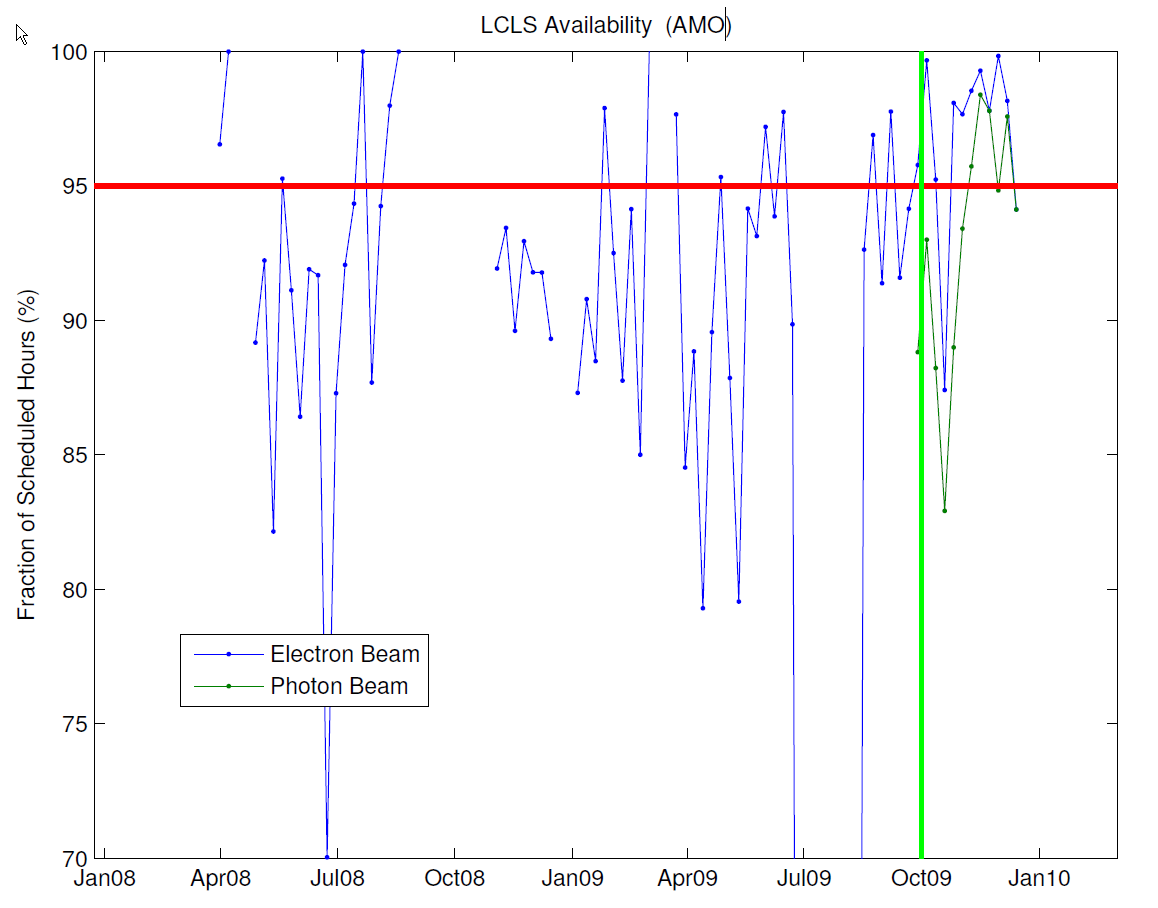 LCLS Availability (AMO)
Fraction of Scheduled Hours (%)
100
95
90
85
80
75
70
Electron Beam
Photon Beam
Jan08 Apr08 Jul08 Oct08 Jan09 Apr09 Jul09 Oct09 Jan10